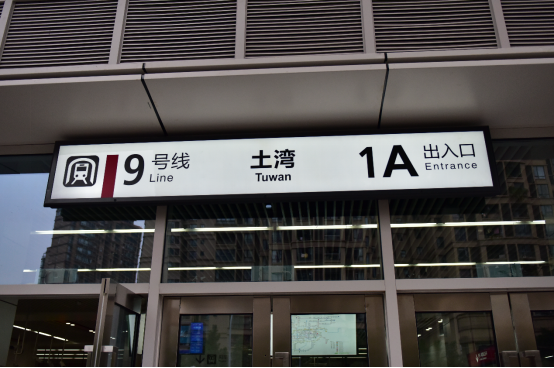 9 号线
Line
土湾
Tuwan
1A 出入口
Entrance